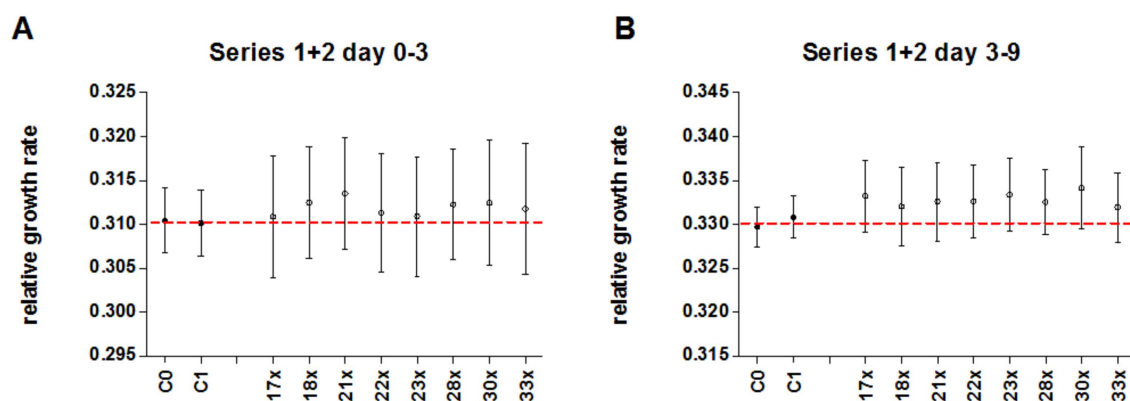 A
Series 1+2 day 0-3
relative growth rate
0.325
0.320
0.315
0.310
0.305
0.300
0.295
C0
C1
17x
18x
21x
22x
23x
28x
30x
33x
B
Series 1+2 day 3-9
relative growth rate
0.345
0.340
0.335
0.330
0.325
0.320
0.315
C0
C1
17x
18x
21x
22x
23x
28x
30x
33x